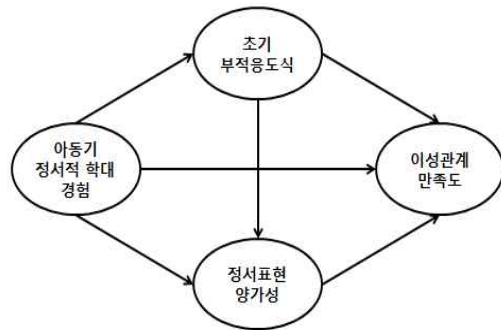 초기
부적응도식
아동기
정서적 학대
경험
이성관계
만족도
정서표현
양가성